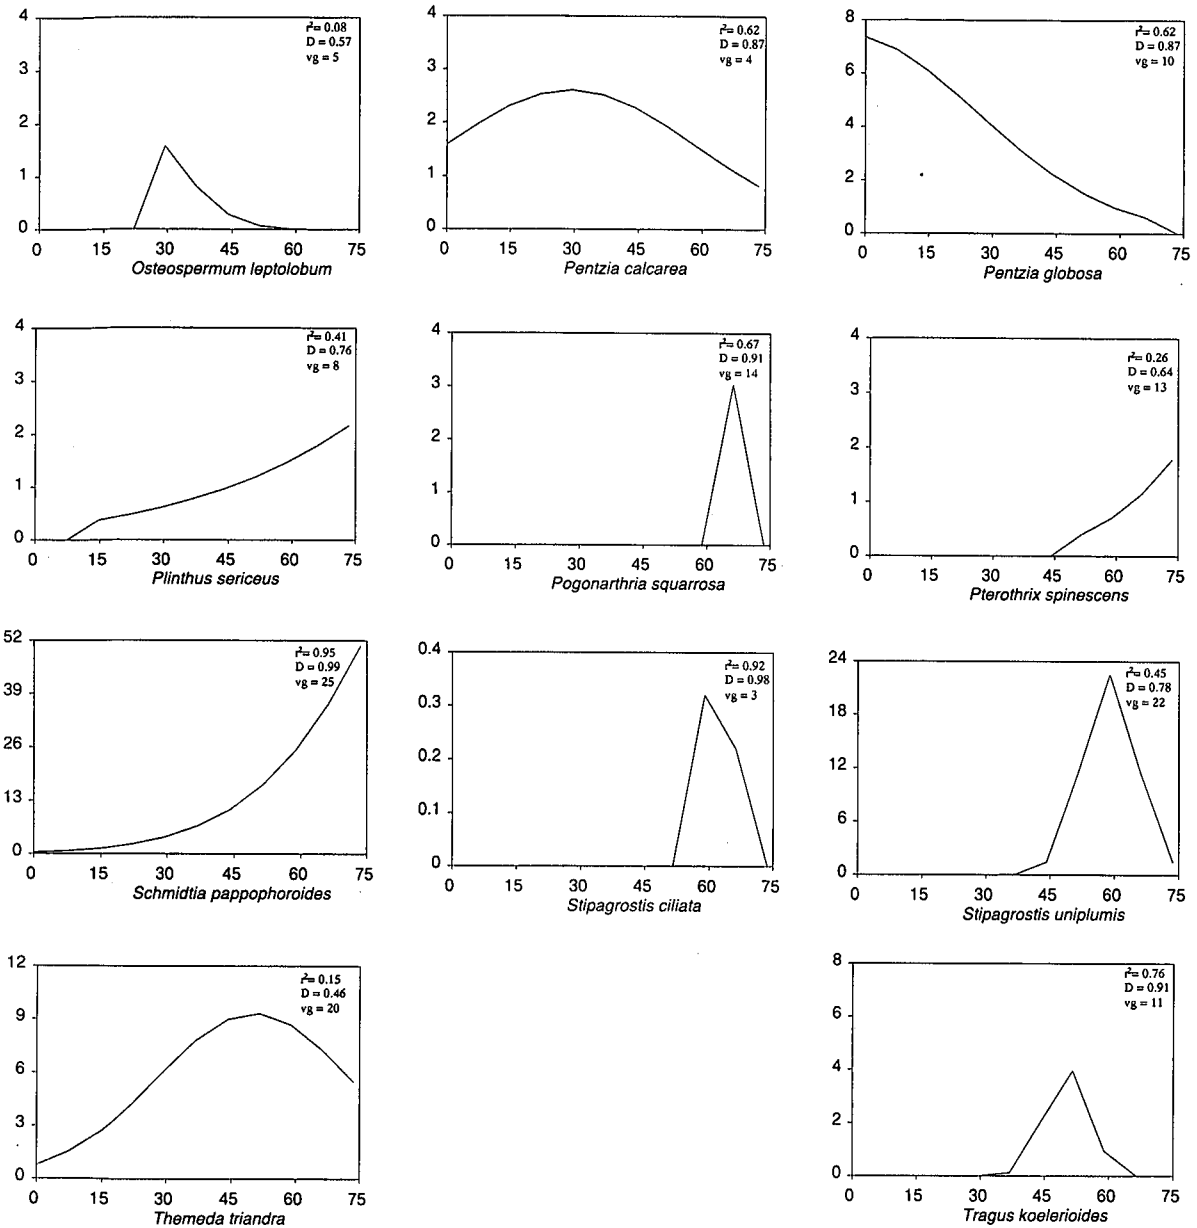 4
3
2
1
0
r²= 0.08
D = 0.57
vg = 5
0 15 30 45 60 75
Osteospermum leptolobum
4
3
2
1
0
r²= 0.62
D = 0.87
vg = 4
0 15 30 45 60 75
Pentzia calcarea
8
6
4
2
0
r²= 0.62
D = 0.87
vg = 10
0 15 30 45 60 75
Pentzia globosa
4
3
2
1
0
r²= 0.41
D = 0.76
vg = 8
0 15 30 45 60 75
Plinthus sericeus
4
3
2
1
0
r²= 0.67
D = 0.91
vg = 14
0 15 30 45 60 75
Pogonarthria squarrosa
4
3
2
1
0
r²= 0.26
D = 0.64
vg = 13
0 15 30 45 60 75
Pterothrix spinescens
52
39
26
13
0
r²= 0.95
D = 0.99
vg = 25
0 15 30 45 60 75
Schmidtia pappophoroides
0.4
0.3
0.2
0.1
0
r²= 0.92
D = 0.98
vg = 3
0 15 30 45 60 75
Stipagrostis ciliata
24
18
12
6
0
r²= 0.45
D = 0.78
vg = 22
0 15 30 45 60 75
Stipagrostis uniplumis
12
9
6
3
0
r²= 0.15
D = 0.46
vg = 20
0 15 30 45 60 75
Themeda triandra
8
6
4
2
0
r²= 0.76
D = 0.91
vg = 11
0 15 30 45 60 75
Tragus koelerioides